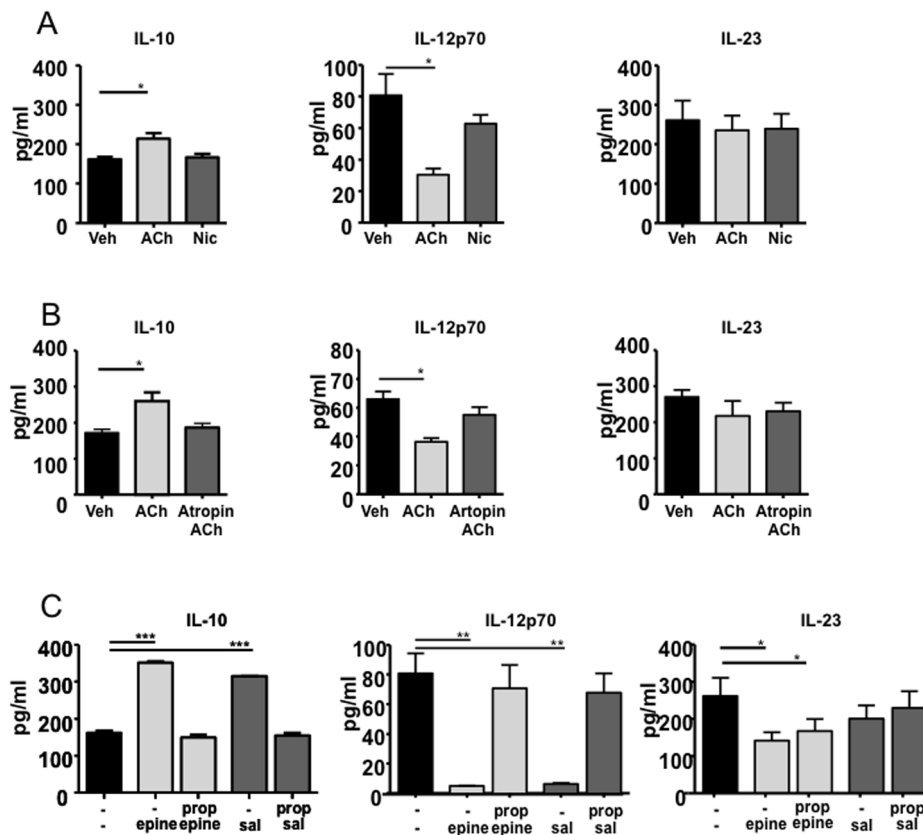 A
IL-10
400
300
200
100
0
pg/ml
*
Veh ACh Nic
IL-12p70
100
80
60
40
20
0
pg/ml
*
Veh ACh Nic
IL-23
400
300
200
100
0
pg/ml
Veh ACh Nic
B
IL-10
400
300
200
100
0
pg/ml
*
Veh ACh Atropin
ACh
IL-12p70
80
70
60
40
20
0
pg/ml
*
Veh ACh Artopin
ACh
IL-23
400
300
200
100
0
pg/ml
Veh ACh Atropin
ACh
C
IL-10
400
300
200
100
0
pg/ml
***
***
- - prop - prop
- epine epine sal sal
IL-12p70
100
80
60
40
20
0
pg/ml
**
**
- - prop - prop
- epine epine sal sal
IL-23
400
300
200
100
0
pg/ml
*
*
- - prop - prop
- epine epine sal sal